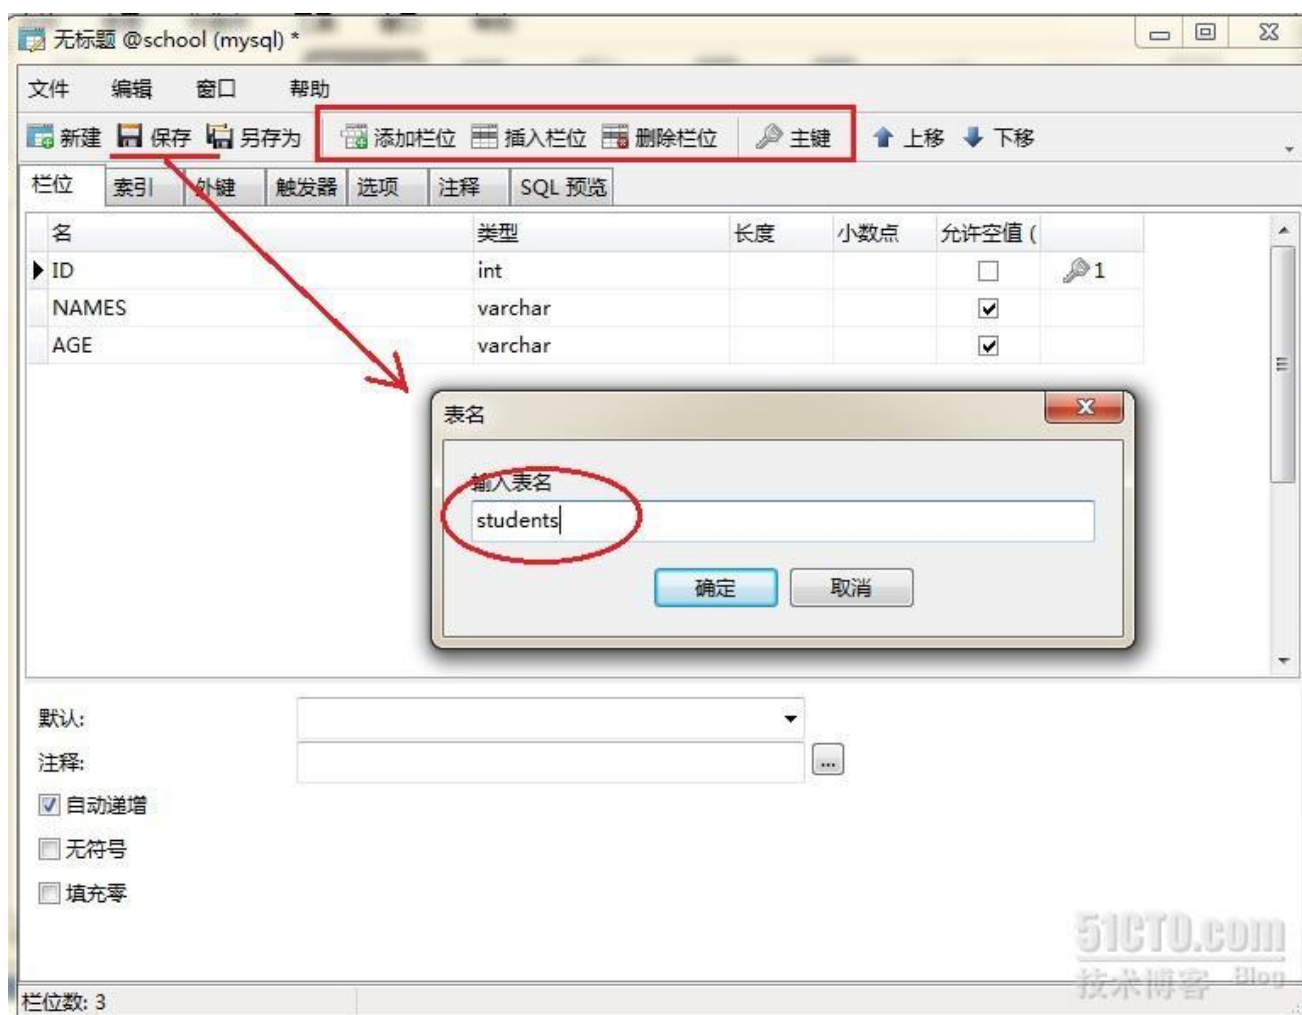 无标题 @school (mysql) *
文件 编辑 窗口 帮助
新建 保存 另存为 添加栏位 插入栏位 删除栏位 主键 上移 下移
栏位 索引 外键 触发器 选项 注释 SQL 预览
名 类型 长度 小数点 允许空值 (
ID int 1
NAMES varchar
AGE varchar
表名
输入表名
students
确定 取消
默认:
注释:
...
自动递增
无符号
填充零
51CTO.com
技术博客 Blog
栏位数: 3